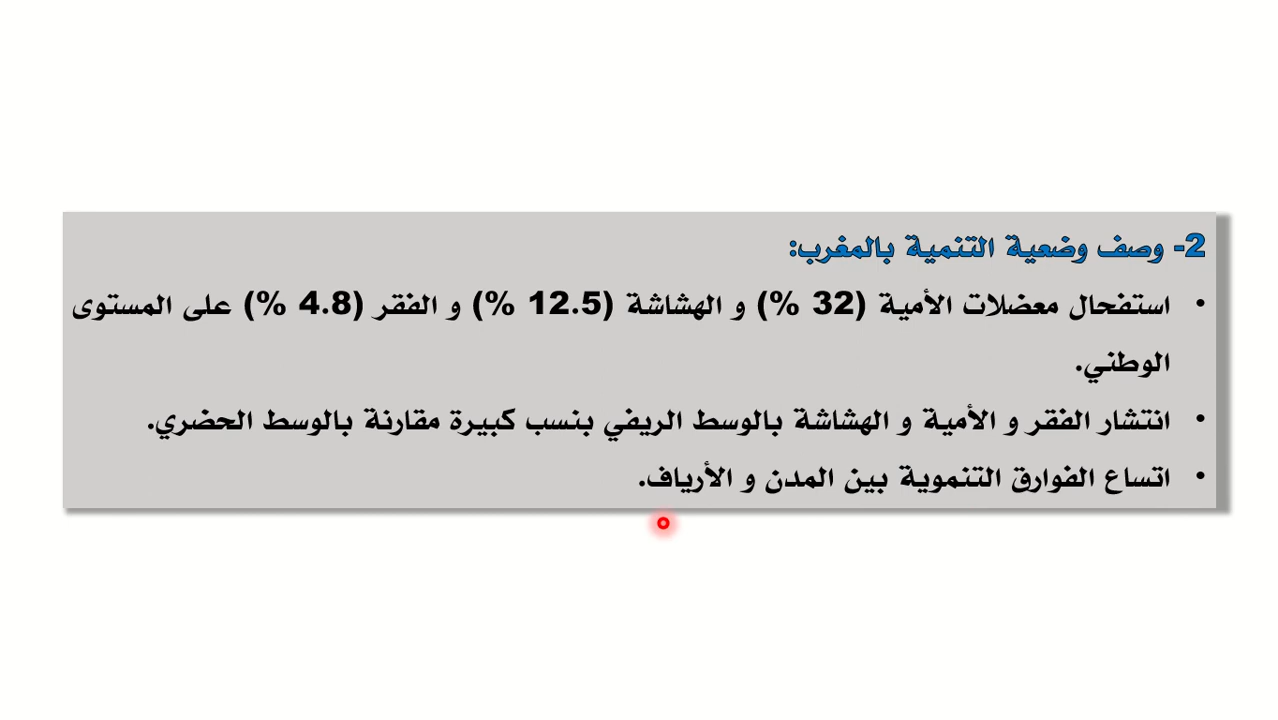 2- وصف وضعية التنمية بالمغرب:
• استفحال معضلات الأمية (32 %) و الهشاشة (12.5 %) و الفقر (4.8 %) على المستوى
الوطني.
• انتشار الفقر و الأمية و الهشاشة بالوسط الريفي بنسب كبيرة مقارنة بالوسط الحضري.
• اتساع الفوارق التنموية بين المدن و الأرياف.